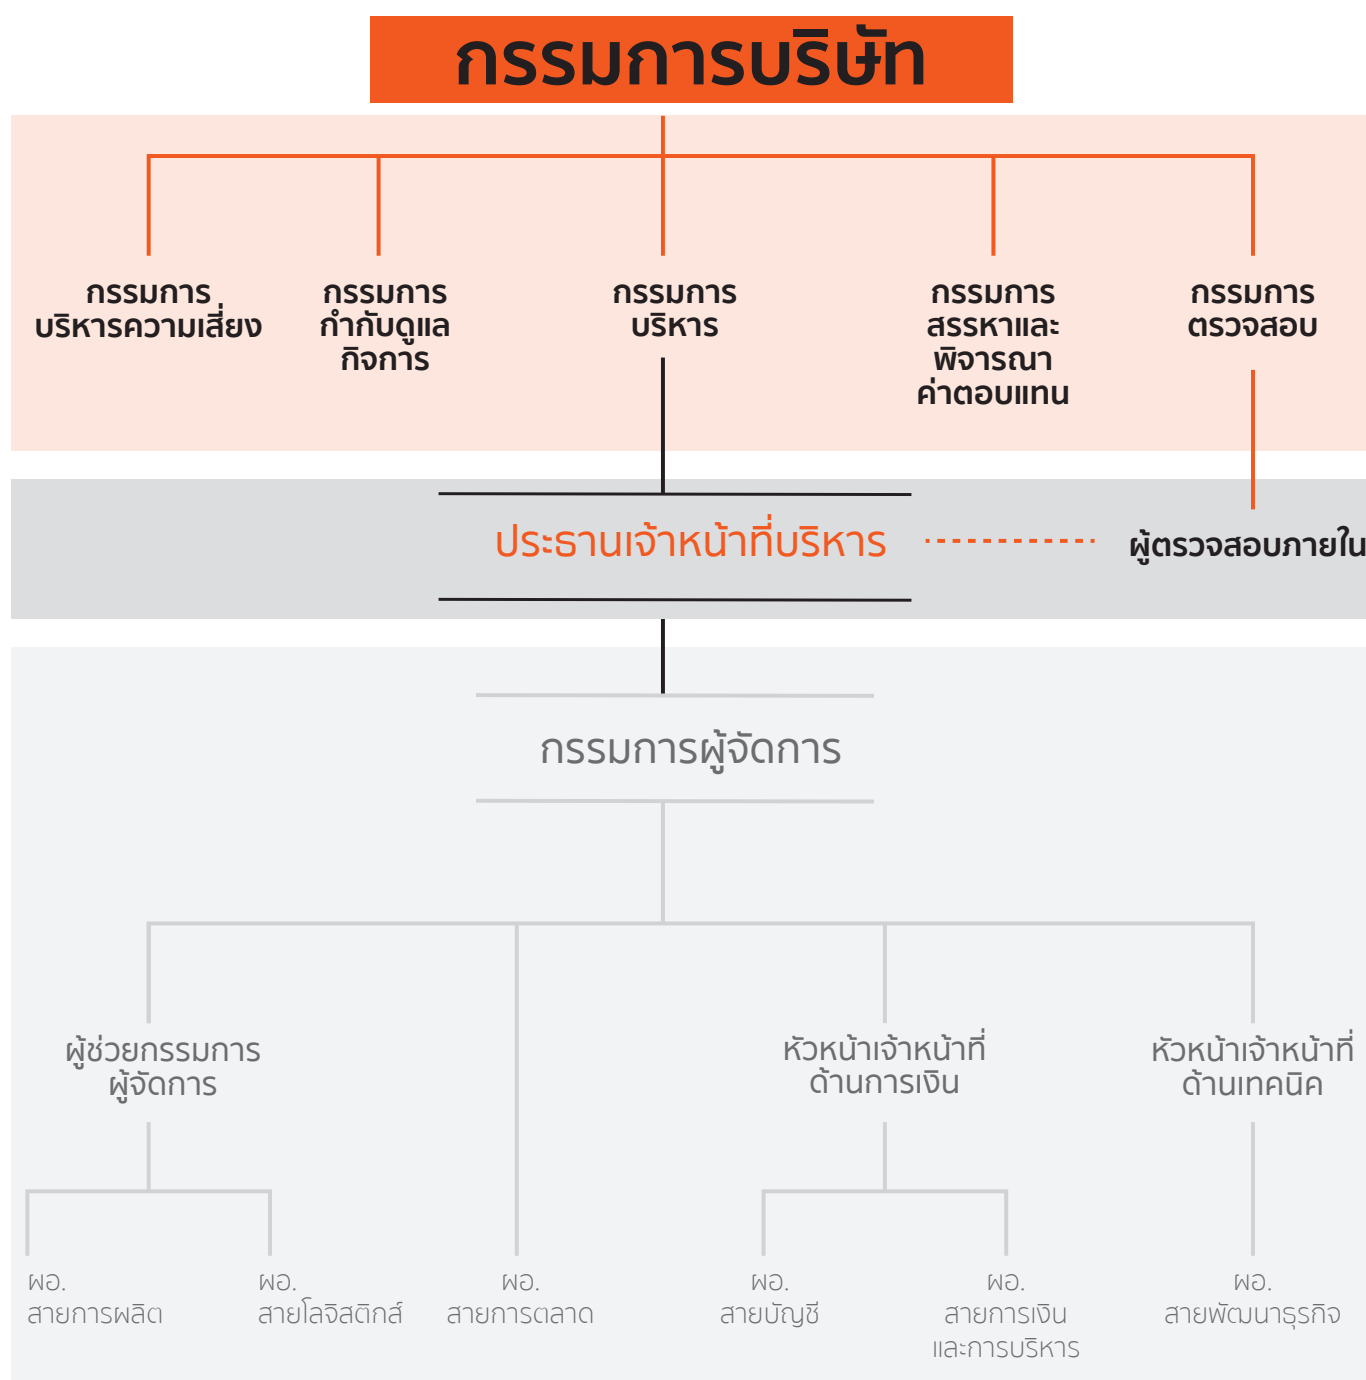 กรรมการบริษัท
กรรมการ
บริหารความเสี่ยง
กรรมการ
กำกับดูแล
กิจการ
กรรมการ
บริหาร
กรรมการ
สรรหาและ
พิจารณา
ค่าตอบแทน
กรรมการ
ตรวจสอบ
ประธานเจ้าหน้าที่บริหาร
ผู้ตรวจสอบภายใน
กรรมการผู้จัดการ
ผู้ช่วยกรรมการ
ผู้จัดการ
หัวหน้าเจ้าหน้าที่
ด้านการเงิน
หัวหน้าเจ้าหน้าที่
ด้านเทคนิค
ผอ.
สายการผลิต
ผอ.
สายโลจิสติกส์
ผอ.
สายการตลาด
ผอ.
สายบัญชี
ผอ.
สายการเงิน
และการบริหาร
ผอ.
สายพัฒนาธุรกิจ